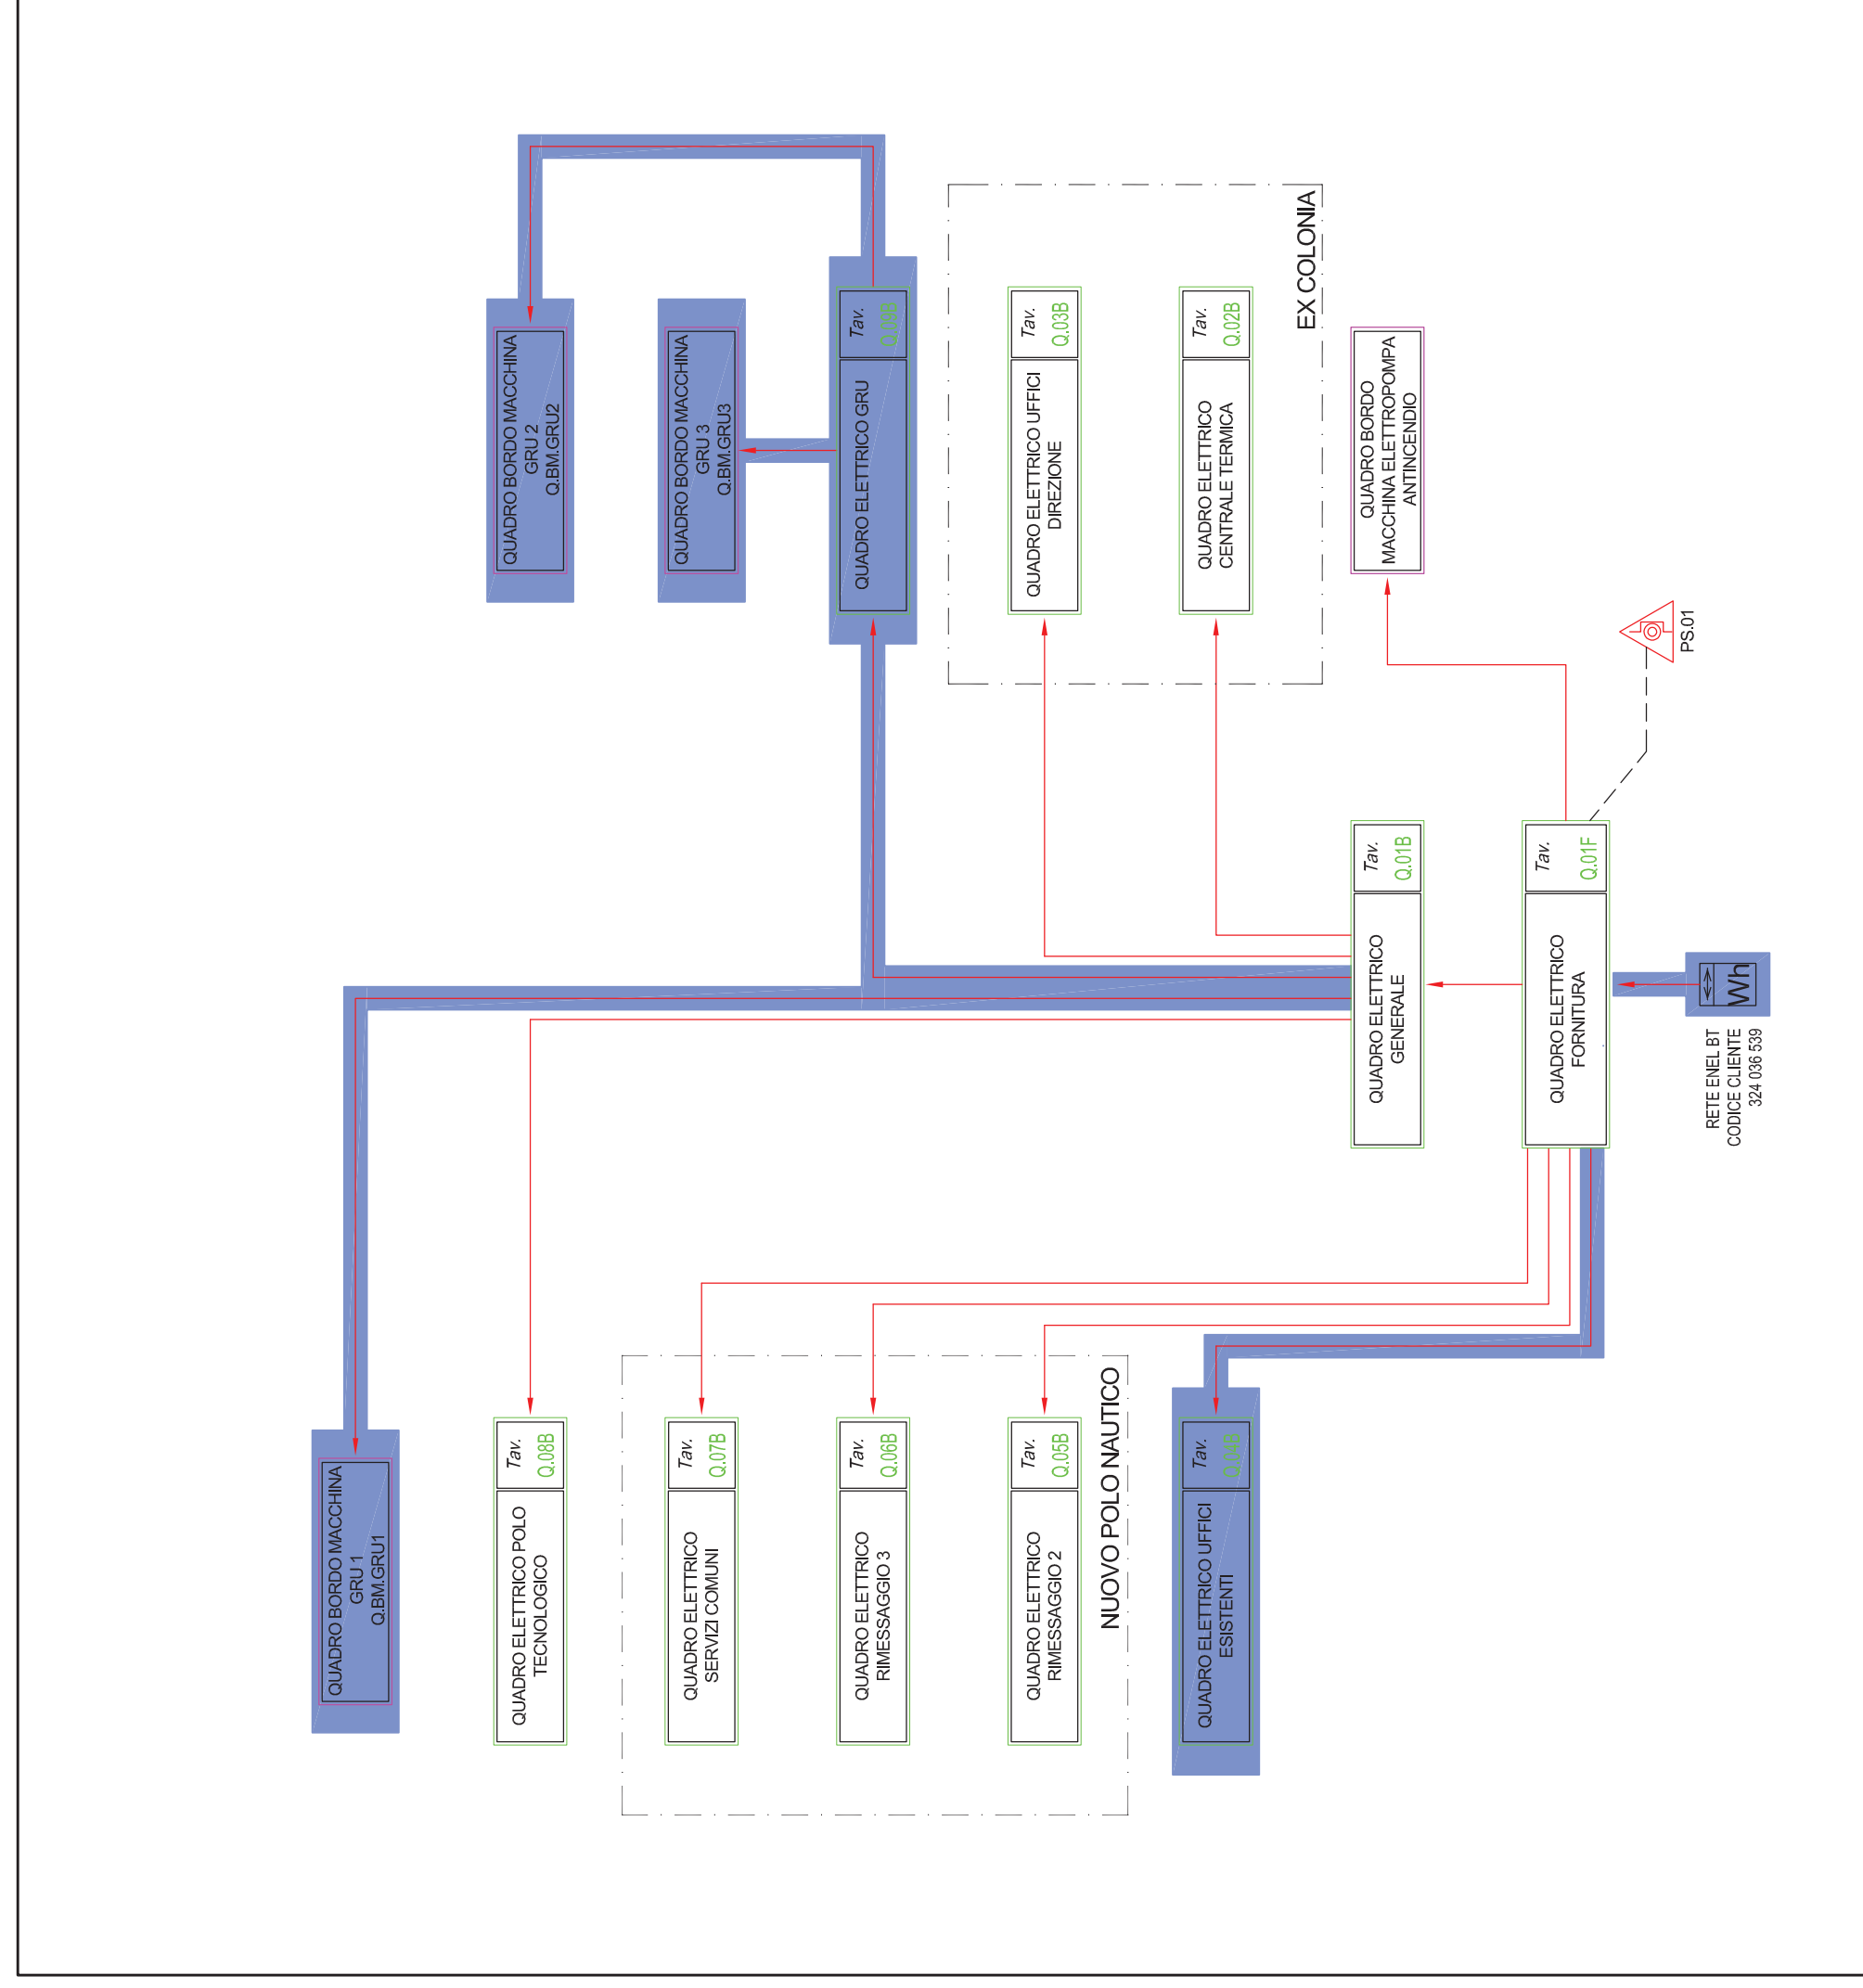 QUADRO BORDO MACCHINA
GRU 1
Q.BM.GRU1
QUADRO BORDO MACCHINA
GRU 2
Q.BM.GRU2
QUADRO ELETTRICO POLO
TECNOLOGICO
Tav.
Q.08B
QUADRO BORDO MACCHINA
GRU 3
Q.BM.GRU3
QUADRO ELETTRICO
SERVIZI COMUNI
Tav.
Q.07B
QUADRO ELETTRICO GRU
Tav.
Q.09B
QUADRO ELETTRICO
RIMESSAGGIO 3
Tav.
Q.06B
QUADRO ELETTRICO UFFICI
DIREZIONE
Tav.
Q.03B
QUADRO ELETTRICO
RIMESSAGGIO 2
Tav.
Q.05B
NUOVO POLO NAUTICO
QUADRO ELETTRICO
CENTRALE TERMICA
Tav.
Q.02B
EX COLONIA
QUADRO ELETTRICO UFFICI
ESISTENTI
Tav.
Q.04B
QUADRO ELETTRICO
GENERALE
Tav.
Q.01B
QUADRO BORDO
MACCHINA ELETTROPOMPA
ANTINCENDIO
QUADRO ELETTRICO
FORNITURA
Tav.
Q.01F
PS.01
Wh
RETE ENEL BT
CODICE CLIENTE
324 036 539